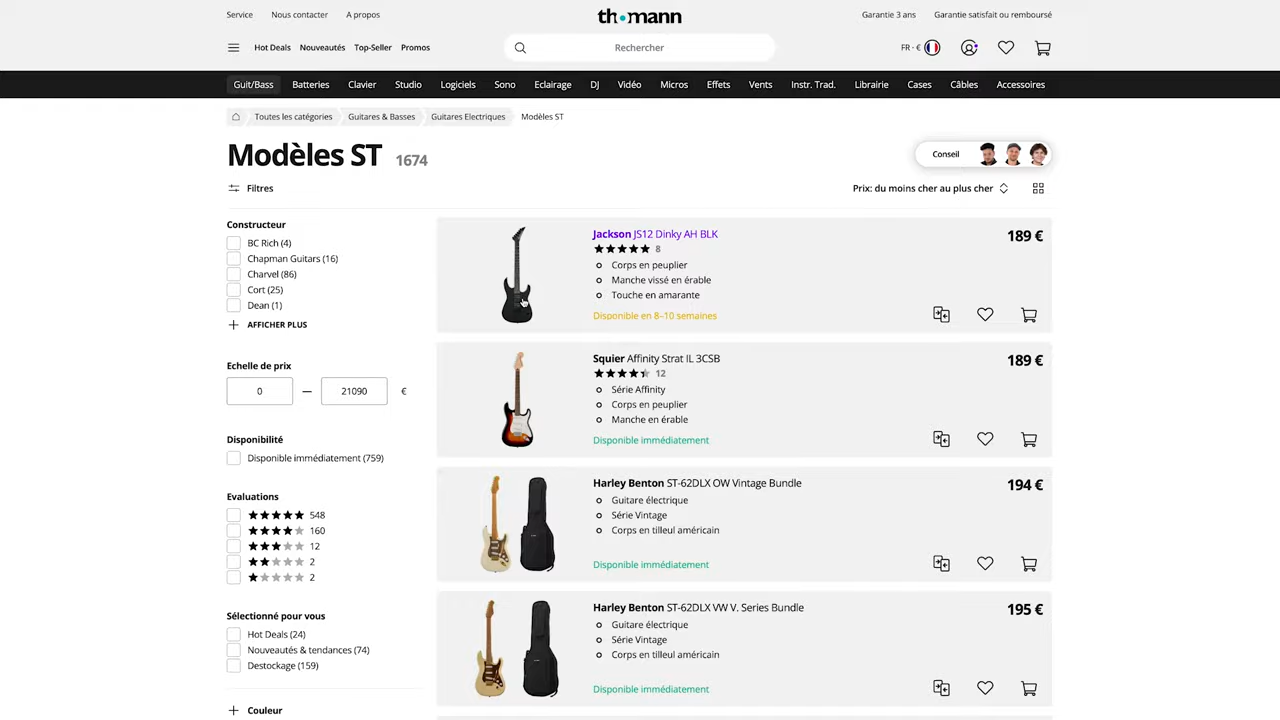 Service
Nous contacter
A propos
th•mann
Garantie 3 ans
Garantie satisfait ou remboursé
Hot Deals
Nouveautés
Top-Seller
Promos
Rechercher
FR · €
Guit/Bass
Batteries
Clavier
Studio
Logiciels
Sono
Eclairage
DJ
Vidéo
Micros
Effets
Vents
Instr. Trad.
Librairie
Cases
Câbles
Accessoires
Toutes les catégories
Guitares & Basses
Guitares Electriques
Modèles ST
Modèles ST 1674
Conseil
Filtres
Prix: du moins cher au plus cher
Constructeur
BC Rich (4)
Chapman Guitars (16)
Charvel (86)
Cort (25)
Dean (1)
AFFICHER PLUS
Echelle de prix
0 — 21090 €
Disponibilité
Disponible immédiatement (759)
Evaluations
★★★★★ 548
★★★★★ 160
★★★★★ 12
★★★★★ 2
★★★★★ 2
Sélectionné pour vous
Hot Deals (24)
Nouveautés & tendances (74)
Destockage (159)
Couleur
Jackson JS12 Dinky AH BLK
189 €
8
Corps en peuplier
Manche vissé en érable
Touche en amarante
Disponible en 8–10 semaines
Squier Affinity Strat IL 3CSB
189 €
12
Série Affinity
Corps en peuplier
Manche en érable
Disponible immédiatement
Harley Benton ST-62DLX OW Vintage Bundle
194 €
Guitare électrique
Série Vintage
Corps en tilleul américain
Disponible immédiatement
Harley Benton ST-62DLX VW V. Series Bundle
195 €
Guitare électrique
Série Vintage
Corps en tilleul américain
Disponible immédiatement